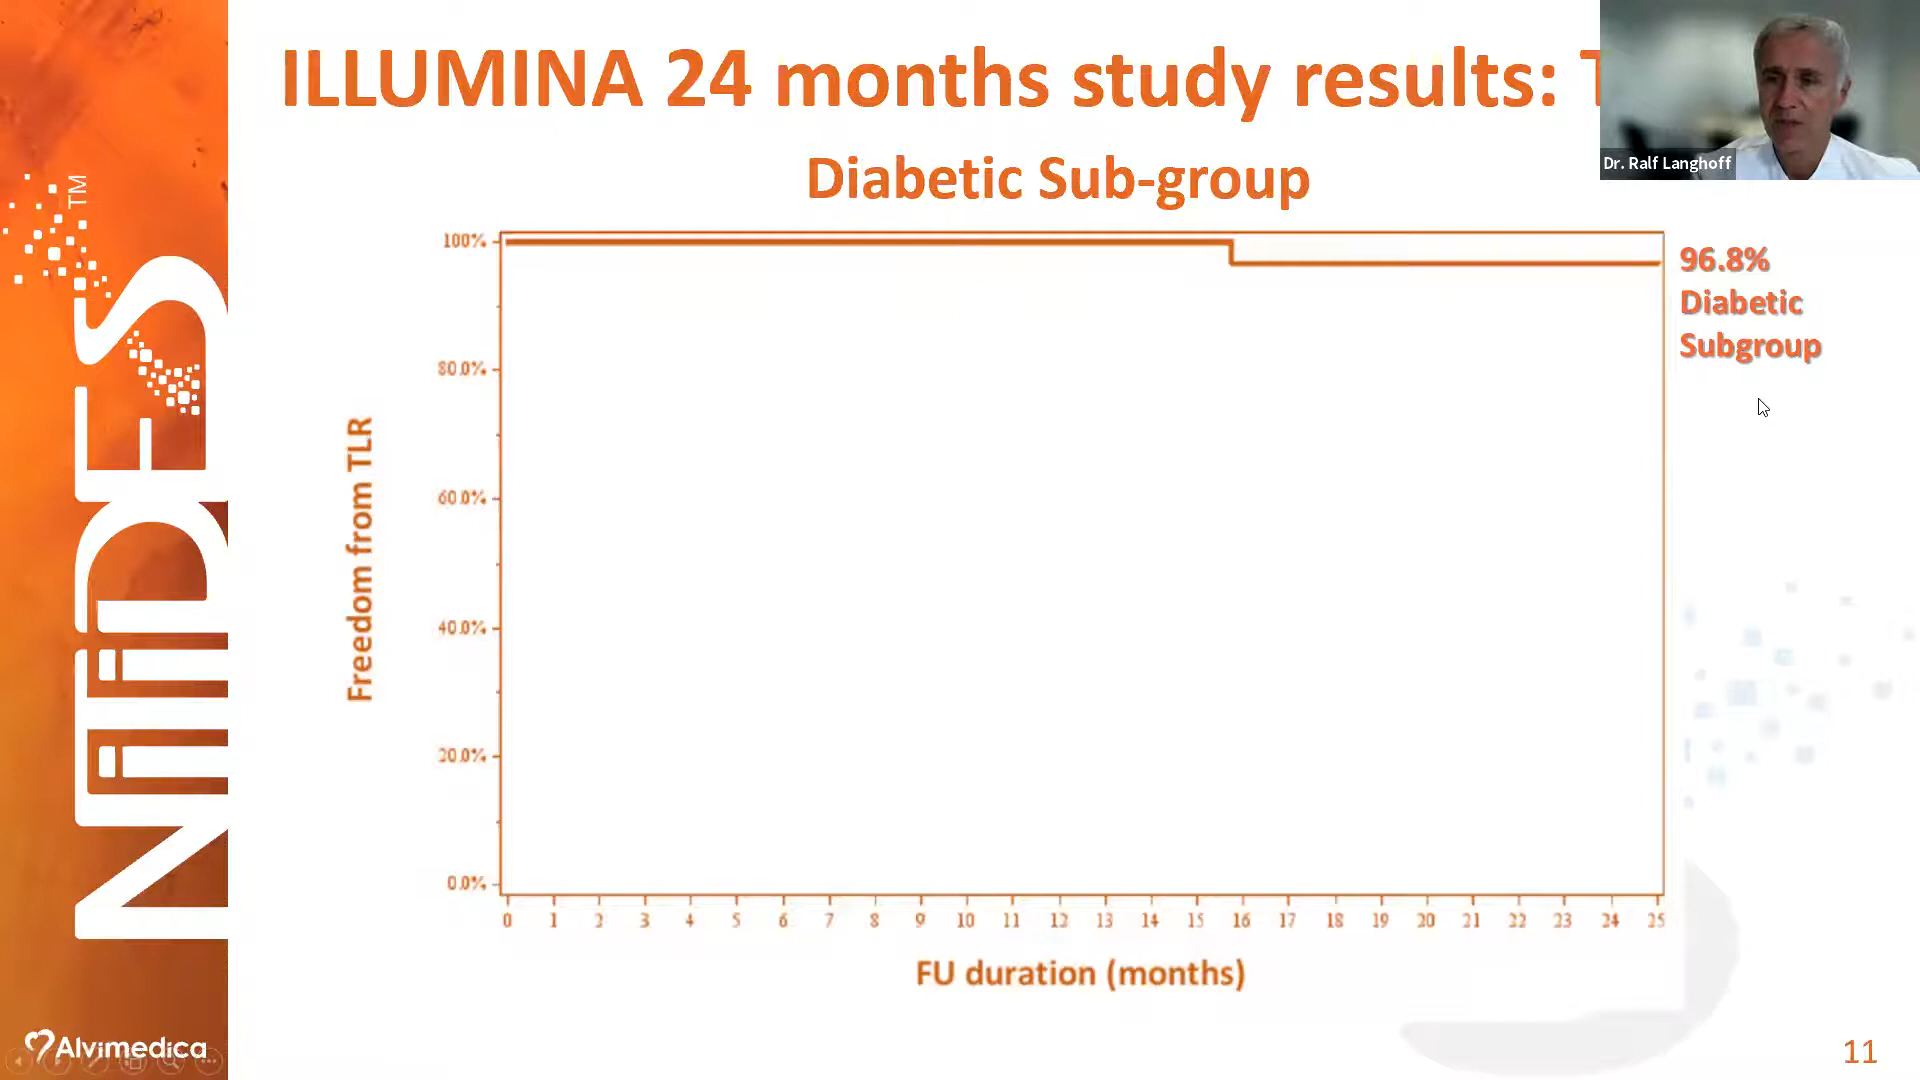 ILLUMINA 24 months study results: T
Dr. Ralf Langhoff
Diabetic Sub-group
NiTiDES™
96.8%
Diabetic
Subgroup
Freedom from TLR
100%
80.0%
60.0%
40.0%
20.0%
0.0%
0 1 2 3 4 5 6 7 8 9 10 11 12 13 14 15 16 17 18 19 20 21 22 23 24 25
FU duration (months)
Alvimedica
11